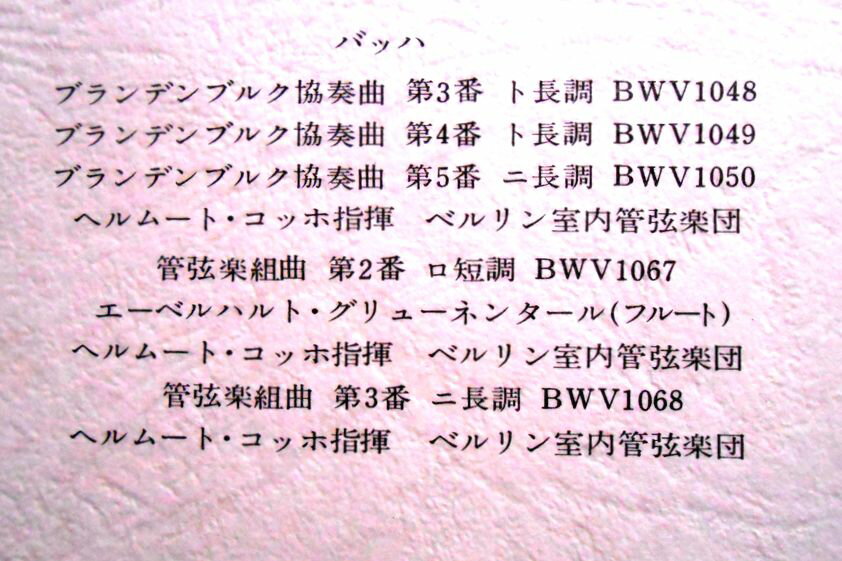 バッハ
ブランデンブルク協奏曲 第3番 ト長調 BWV1048
ブランデンブルク協奏曲 第4番 ト長調 BWV1049
ブランデンブルク協奏曲 第5番 ニ長調 BWV1050
ヘルムート・コッホ指揮 ベルリン室内管弦楽団
管弦楽組曲 第2番 ロ短調 BWV1067
エーベルハルト・グリューネンタール(フルート)
ヘルムート・コッホ指揮 ベルリン室内管弦楽団
管弦楽組曲 第3番 ニ長調 BWV1068
ヘルムート・コッホ指揮 ベルリン室内管弦楽団